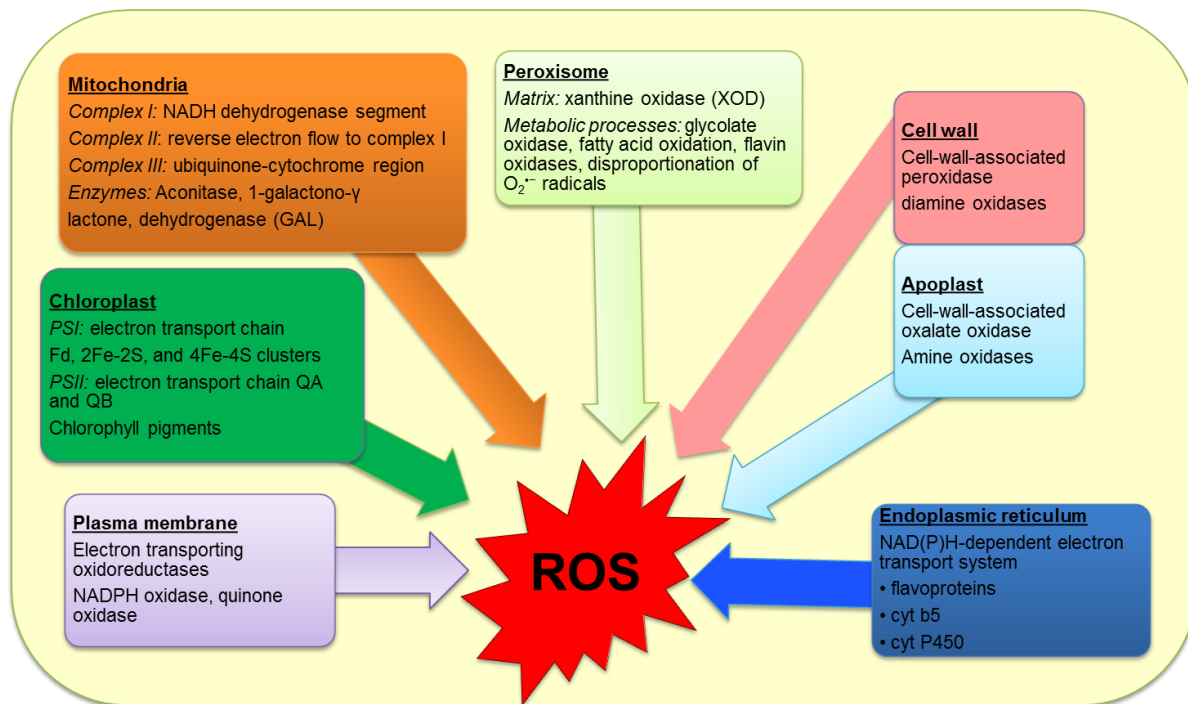 Mitochondria
Complex I: NADH dehydrogenase segment
Complex II: reverse electron flow to complex I
Complex III: ubiquinone-cytochrome region
Enzymes: Aconitase, 1-galactono-γ
lactone, dehydrogenase (GAL)
Peroxisome
Matrix: xanthine oxidase (XOD)
Metabolic processes: glycolate
oxidase, fatty acid oxidation, flavin
oxidases, disproportionation of
O₂•− radicals
Cell wall
Cell-wall-associated
peroxidase
diamine oxidases
Chloroplast
PSI: electron transport chain
Fd, 2Fe-2S, and 4Fe-4S clusters
PSII: electron transport chain QA
and QB
Chlorophyll pigments
Apoplast
Cell-wall-associated
oxalate oxidase
Amine oxidases
Plasma membrane
Electron transporting
oxidoreductases
NADPH oxidase, quinone
oxidase
ROS
Endoplasmic reticulum
NAD(P)H-dependent electron
transport system
• flavoproteins
• cyt b5
• cyt P450